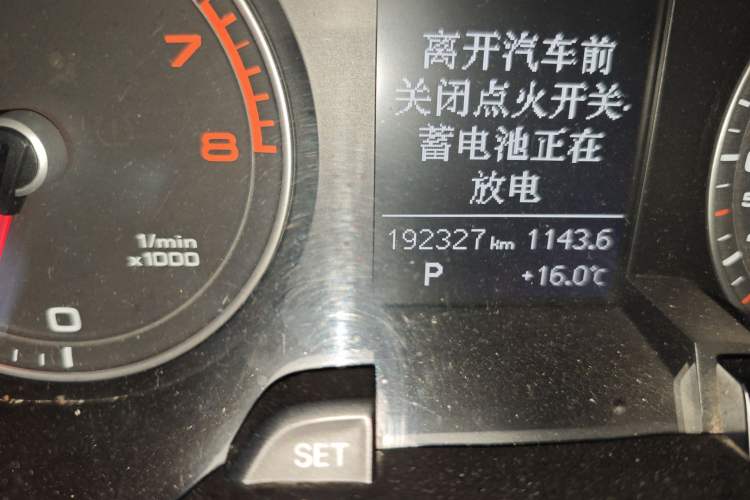 7
8
1/min
x1000
0
离开汽车前
关闭点火开关.
蓄电池正在
放电
192327 km 1143.6
P +16.0℃
SET